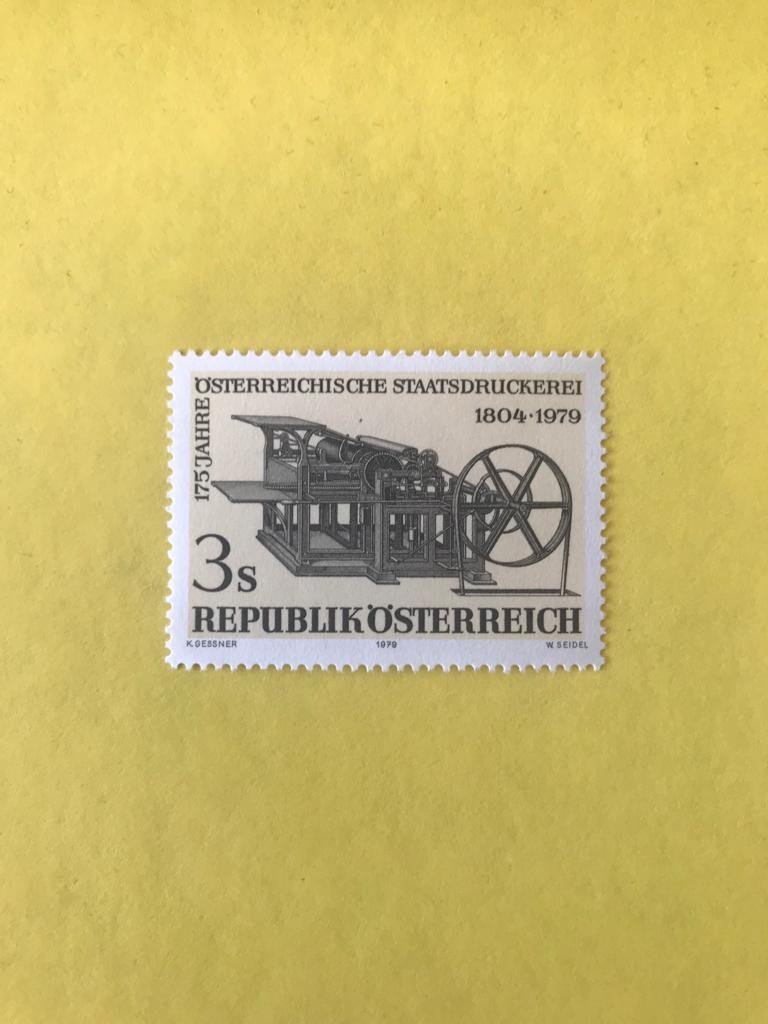 175 JAHRE
ÖSTERREICHISCHE STAATSDRUCKEREI
1804·1979
3s
REPUBLIK ÖSTERREICH
K. GESSNER 1979 W. SEIDEL